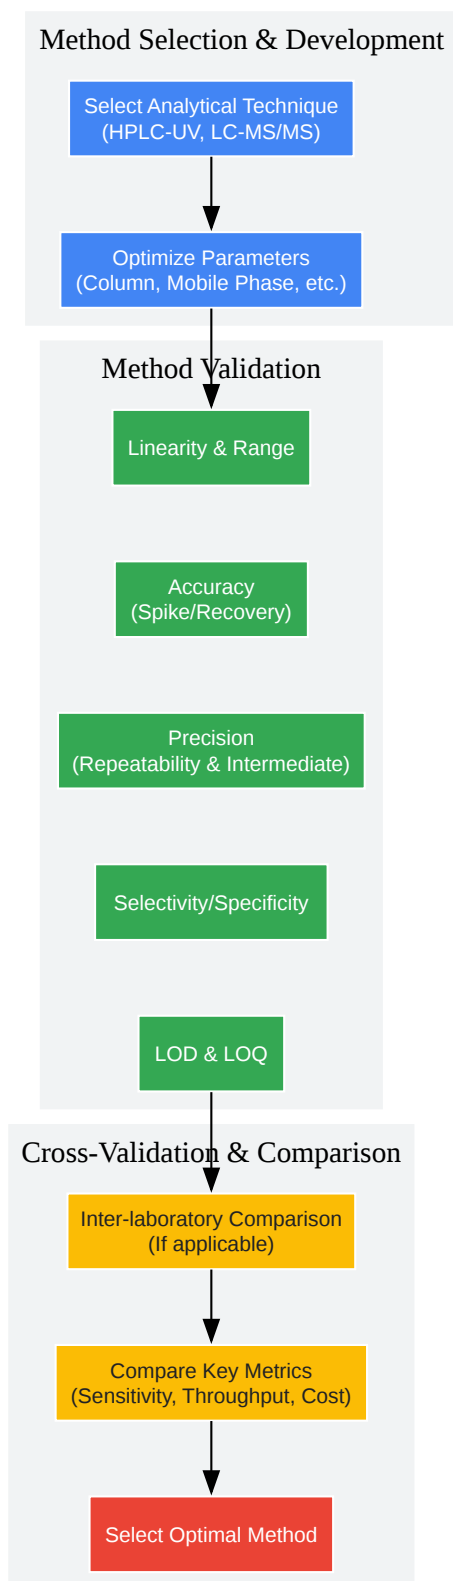 Method Selection & Development
Select Analytical Technique
(HPLC-UV, LC-MS/MS)
Optimize Parameters
(Column, Mobile Phase, etc.)
Method Validation
Linearity & Range
Accuracy
(Spike/Recovery)
Precision
(Repeatability & Intermediate)
Selectivity/Specificity
LOD & LOQ
Cross-Validation & Comparison
Inter-laboratory Comparison
(If applicable)
Compare Key Metrics
(Sensitivity, Throughput, Cost)
Select Optimal Method